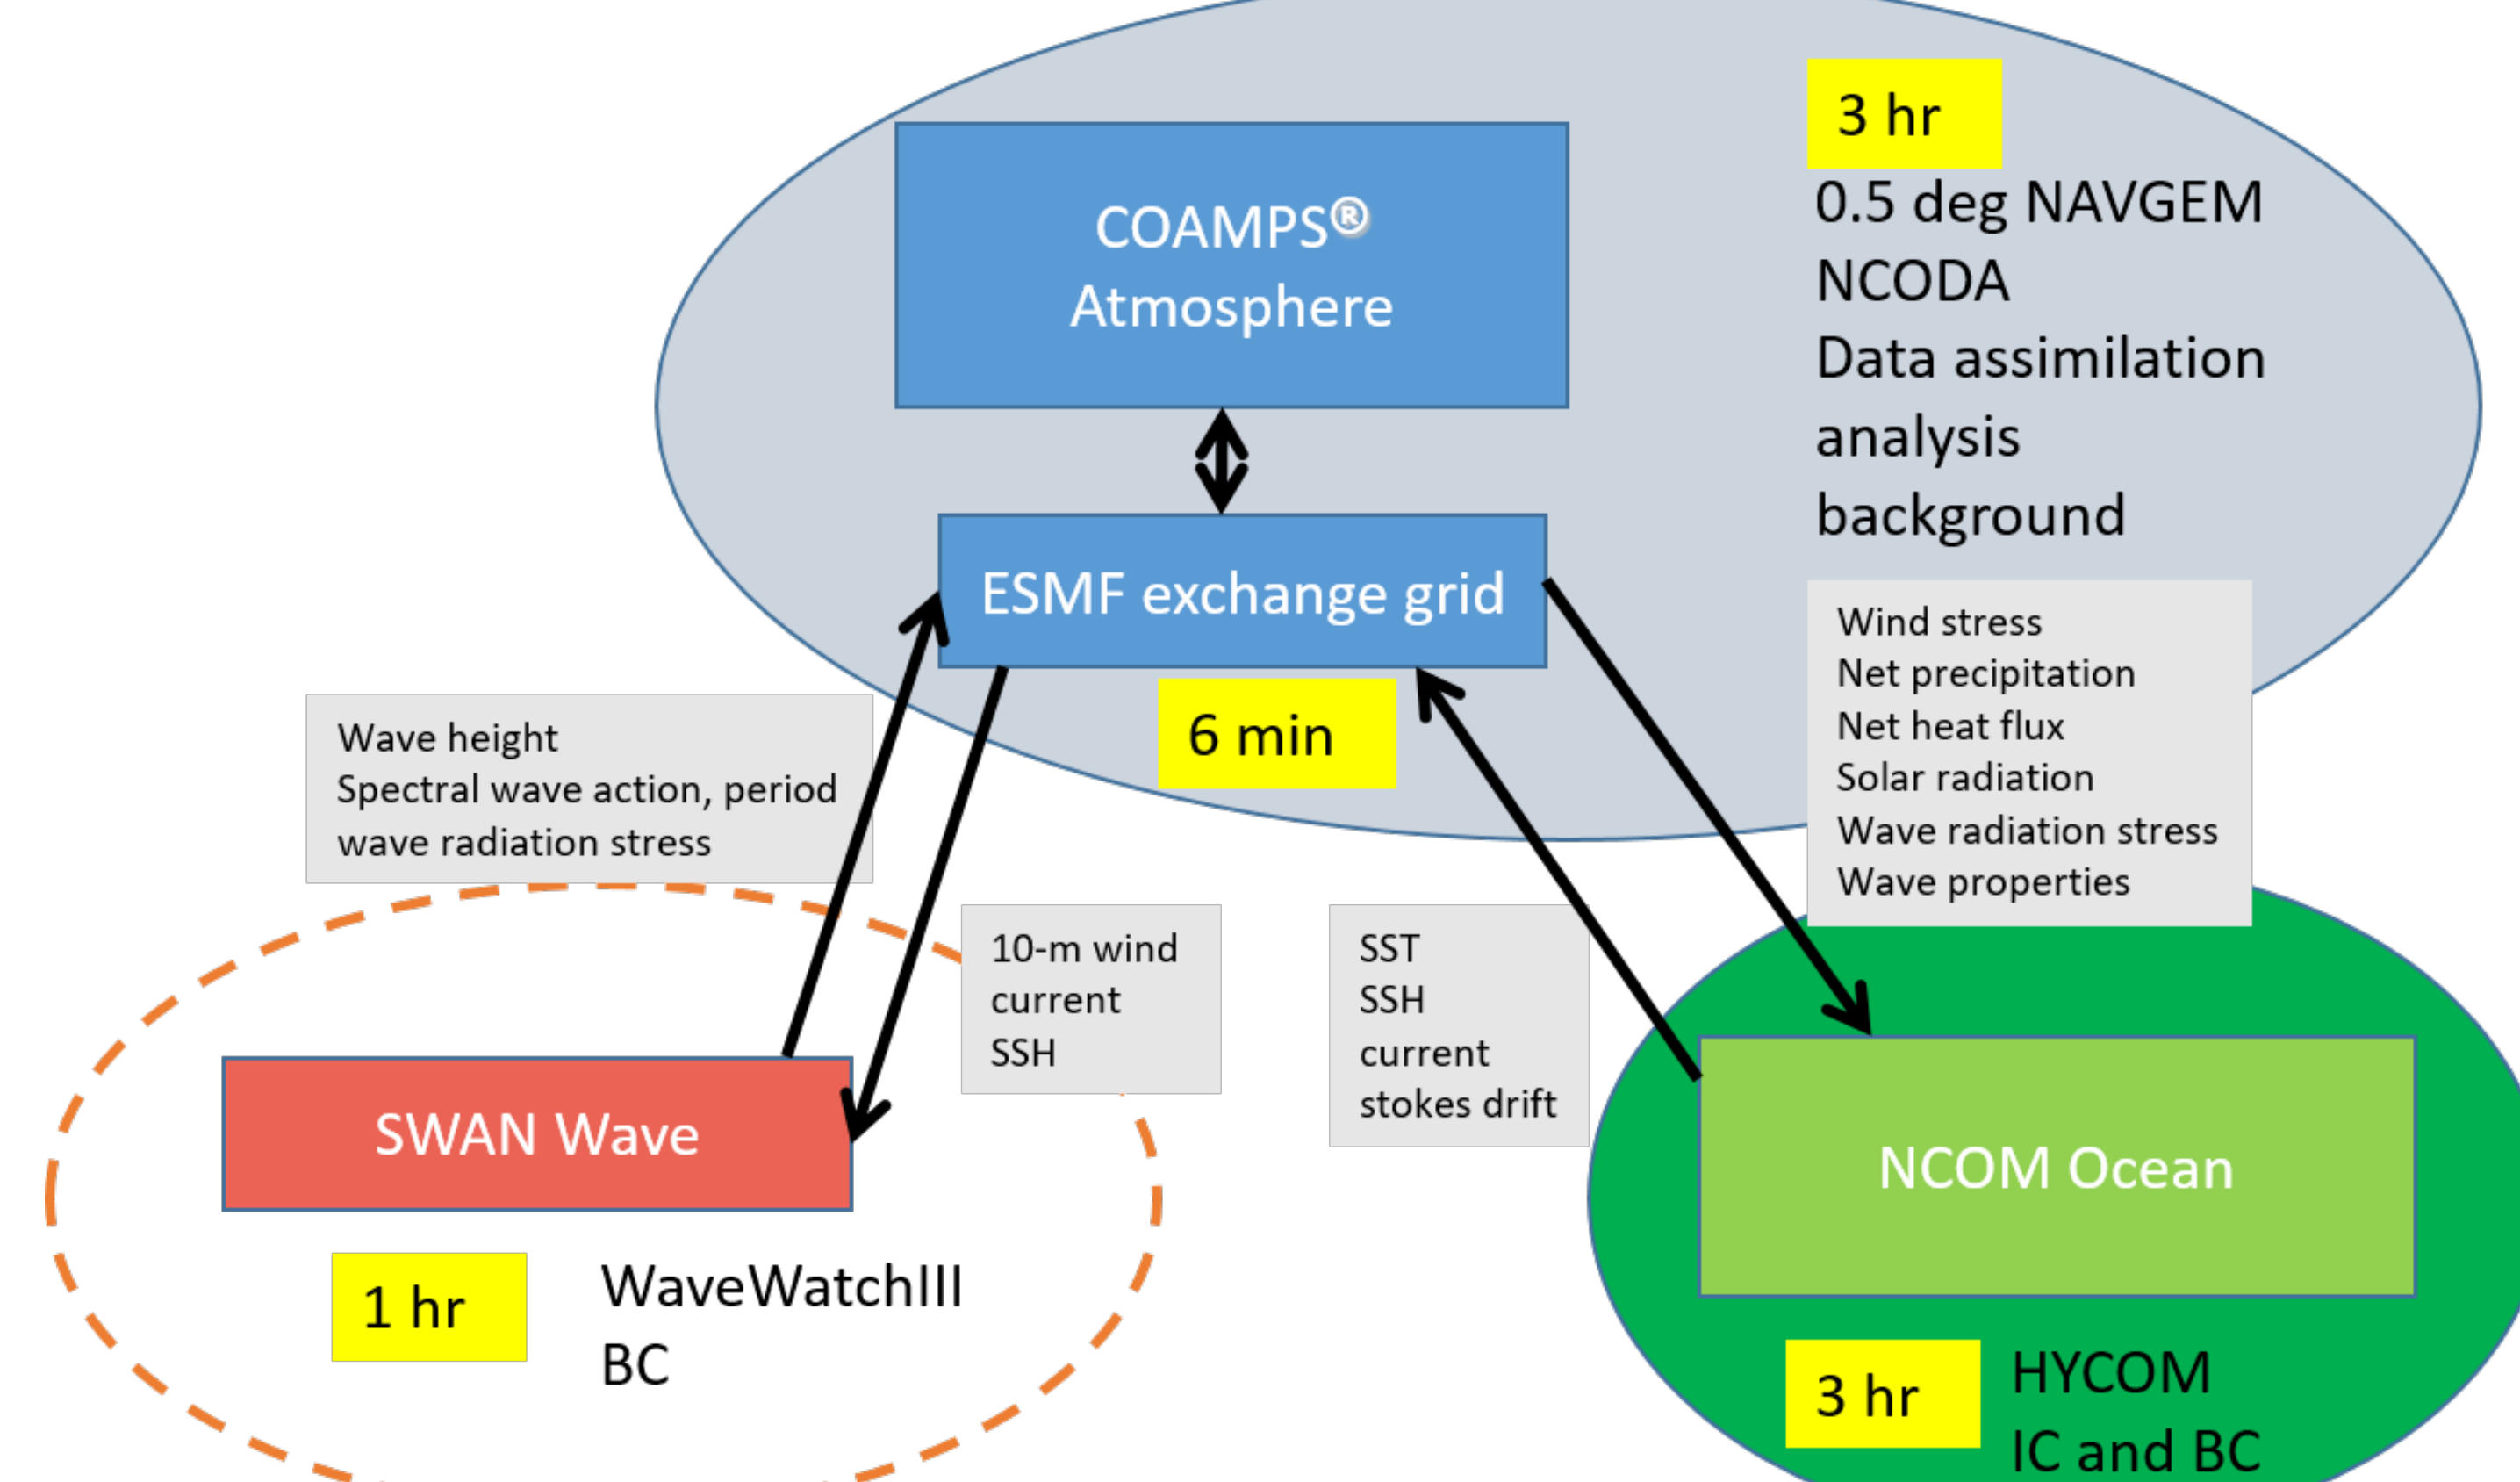 3 hr
COAMPS®
Atmosphere
0.5 deg NAVGEM
NCODA
Data assimilation
analysis
background
ESMF exchange grid
6 min
Wind stress
Net precipitation
Net heat flux
Solar radiation
Wave radiation stress
Wave properties
Wave height
Spectral wave action, period
wave radiation stress
10-m wind
current
SSH
SST
SSH
current
stokes drift
SWAN Wave
NCOM Ocean
1 hr
WaveWatchIII
BC
3 hr
HYCOM
IC and BC